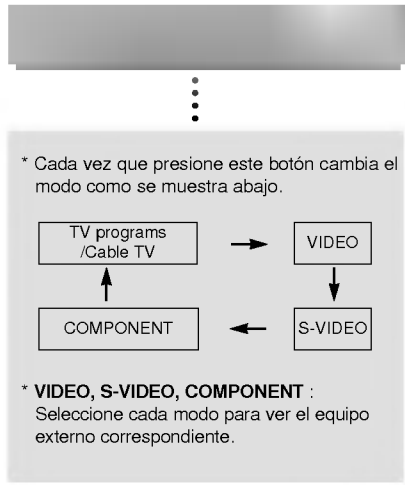 * Cada vez que presione este botón cambia el
modo como se muestra abajo.
TV programs
/Cable TV
VIDEO
COMPONENT
S-VIDEO
* VIDEO, S-VIDEO, COMPONENT :
Seleccione cada modo para ver el equipo
externo correspondiente.